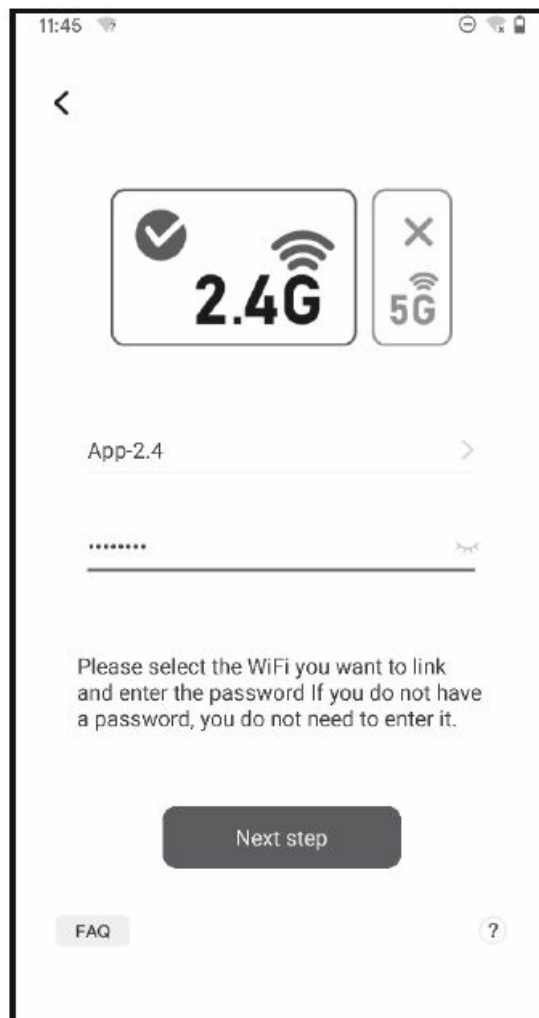 11:45
2.4G
5G
App-2.4
••••••••
Please select the WiFi you want to link
and enter the password If you do not have
a password, you do not need to enter it.
Next step
FAQ
?